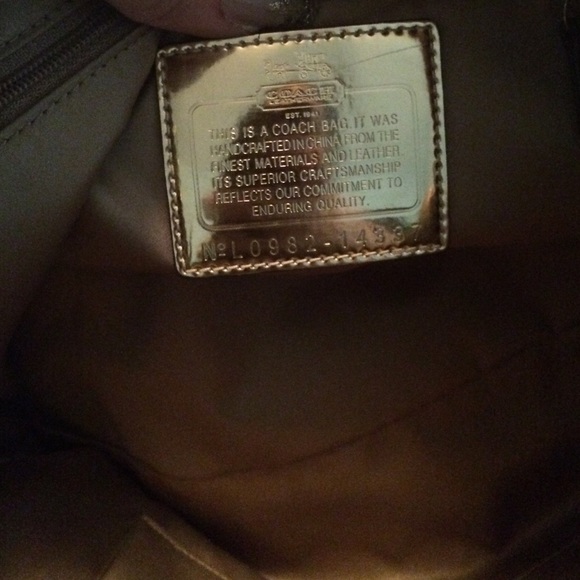 COACH
EST. 1941
THIS IS A COACH BAG. IT WAS
HANDCRAFTED IN CHINA FROM THE
FINEST MATERIALS AND LEATHER.
ITS SUPERIOR CRAFTSMANSHIP
REFLECTS OUR COMMITMENT TO
ENDURING QUALITY.
Nº L0982-14397